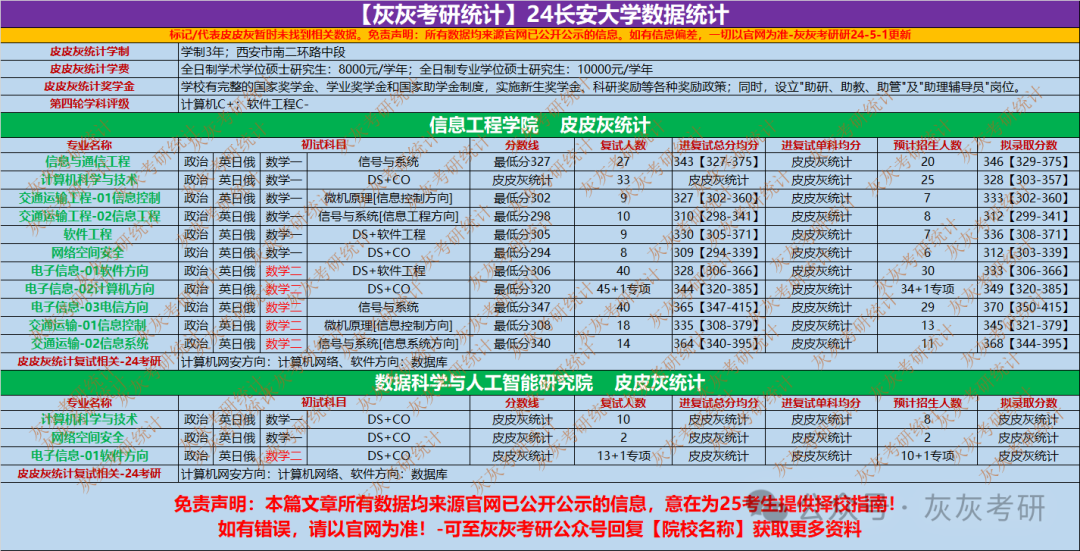 【灰灰考研统计】24长安大学数据统计
标记/代表皮皮灰暂时未找到相关数据。免责声明：所有数据均来源官网已公开公示的信息。如有信息偏差，一切以官网为准-灰灰考研24-5-1更新
皮皮灰统计学制 学制3年；西安市南二环路中段
皮皮灰统计学费 全日制学术学位硕士研究生：8000元/学年；全日制专业学位硕士研究生：10000元/学年
皮皮灰统计奖学金 学校有完整的国家奖学金、学业奖学金和国家助学金制度，实施新生奖学金。科研奖励等各种奖励政策；同时，设立"助研、助教、助管"及"助理辅导员"岗位。
第四轮学科评级 计算机C+；软件工程C-
信息工程学院 皮皮灰统计
专业名称 初试科目 分数线 复试人数 进复试总分均分 进复试单科均分 预计招生人数 拟录取分数
信息与通信工程 政治 英日俄 数学一 信号与系统 最低分327 27 343【327-375】 皮皮灰统计 20 346【329-375】
计算机科学与技术 政治 英日俄 数学一 DS+CO 皮皮灰统计 33 皮皮灰统计 皮皮灰统计 25 328【303-357】
交通运输工程-01信息控制 政治 英日俄 数学一 微机原理[信息控制方向] 最低分302 9 327【302-360】 皮皮灰统计 7 333【302-360】
交通运输工程-02信息工程 政治 英日俄 数学一 信号与系统[信息工程方向] 最低分298 10 310【298-341】 皮皮灰统计 8 312【299-341】
软件工程 政治 英日俄 数学一 DS+软件工程 最低分305 9 330【305-371】 皮皮灰统计 7 336【308-371】
网络空间安全 政治 英日俄 数学一 DS+CO 最低分294 8 309【294-339】 皮皮灰统计 6 312【303-339】
电子信息-01软件方向 政治 英日俄 数学二 DS+软件工程 最低分306 40 328【306-366】 皮皮灰统计 30 333【306-366】
电子信息-02计算机方向 政治 英日俄 数学二 DS+CO 最低分320 45+1专项 344【320-385】 皮皮灰统计 34+1专项 349【320-385】
电子信息-03电信方向 政治 英日俄 数学二 信号与系统 最低分347 40 365【347-415】 皮皮灰统计 29 370【350-415】
交通运输-01信息控制 政治 英日俄 数学二 微机原理[信息控制方向] 最低分308 18 335【308-379】 皮皮灰统计 13 345【321-379】
交通运输-02信息系统 政治 英日俄 数学二 信号与系统[信息系统方向] 最低分340 14 364【340-395】 皮皮灰统计 11 368【344-395】
皮皮灰统计复试相关-24考研 计算机网安方向：计算机网络、软件方向：数据库
数据科学与人工智能研究院 皮皮灰统计
专业名称 初试科目 分数线 复试人数 进复试总分均分 进复试单科均分 预计招生人数 拟录取分数
计算机科学与技术 政治 英日俄 数学一 DS+CO 皮皮灰统计 10 皮皮灰统计 皮皮灰统计 8 皮皮灰统计
网络空间安全 政治 英日俄 数学一 DS+CO 皮皮灰统计 2 皮皮灰统计 皮皮灰统计 2 皮皮灰统计
电子信息-01软件方向 政治 英日俄 数学二 DS+CO 皮皮灰统计 13+1专项 皮皮灰统计 皮皮灰统计 10+1专项 皮皮灰统计
皮皮灰统计复试相关-24考研 计算机网安方向：计算机网络、软件方向：数据库
免责声明：本篇文章所有数据均来源官网已公开公示的信息，意在为25考生提供择校指南！
如有错误，请以官网为准！-可至灰灰考研公众号回复【院校名称】获取更多资料
公众号·灰灰考研